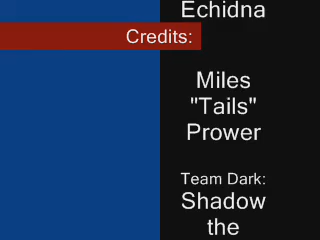 Echidna
Credits:
Miles
"Tails"
Prower
Team Dark:
Shadow
the